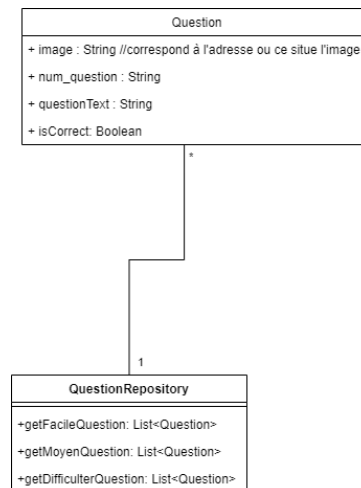 Question
+ image : String //correspond à l'adresse ou ce situe l'image
+ num_question : String
+ questionText : String
+ isCorrect: Boolean
*
1
QuestionRepository
+getFacileQuestion: List<Question>
+getMoyenQuestion: List<Question>
+getDifficulterQuestion: List<Question>